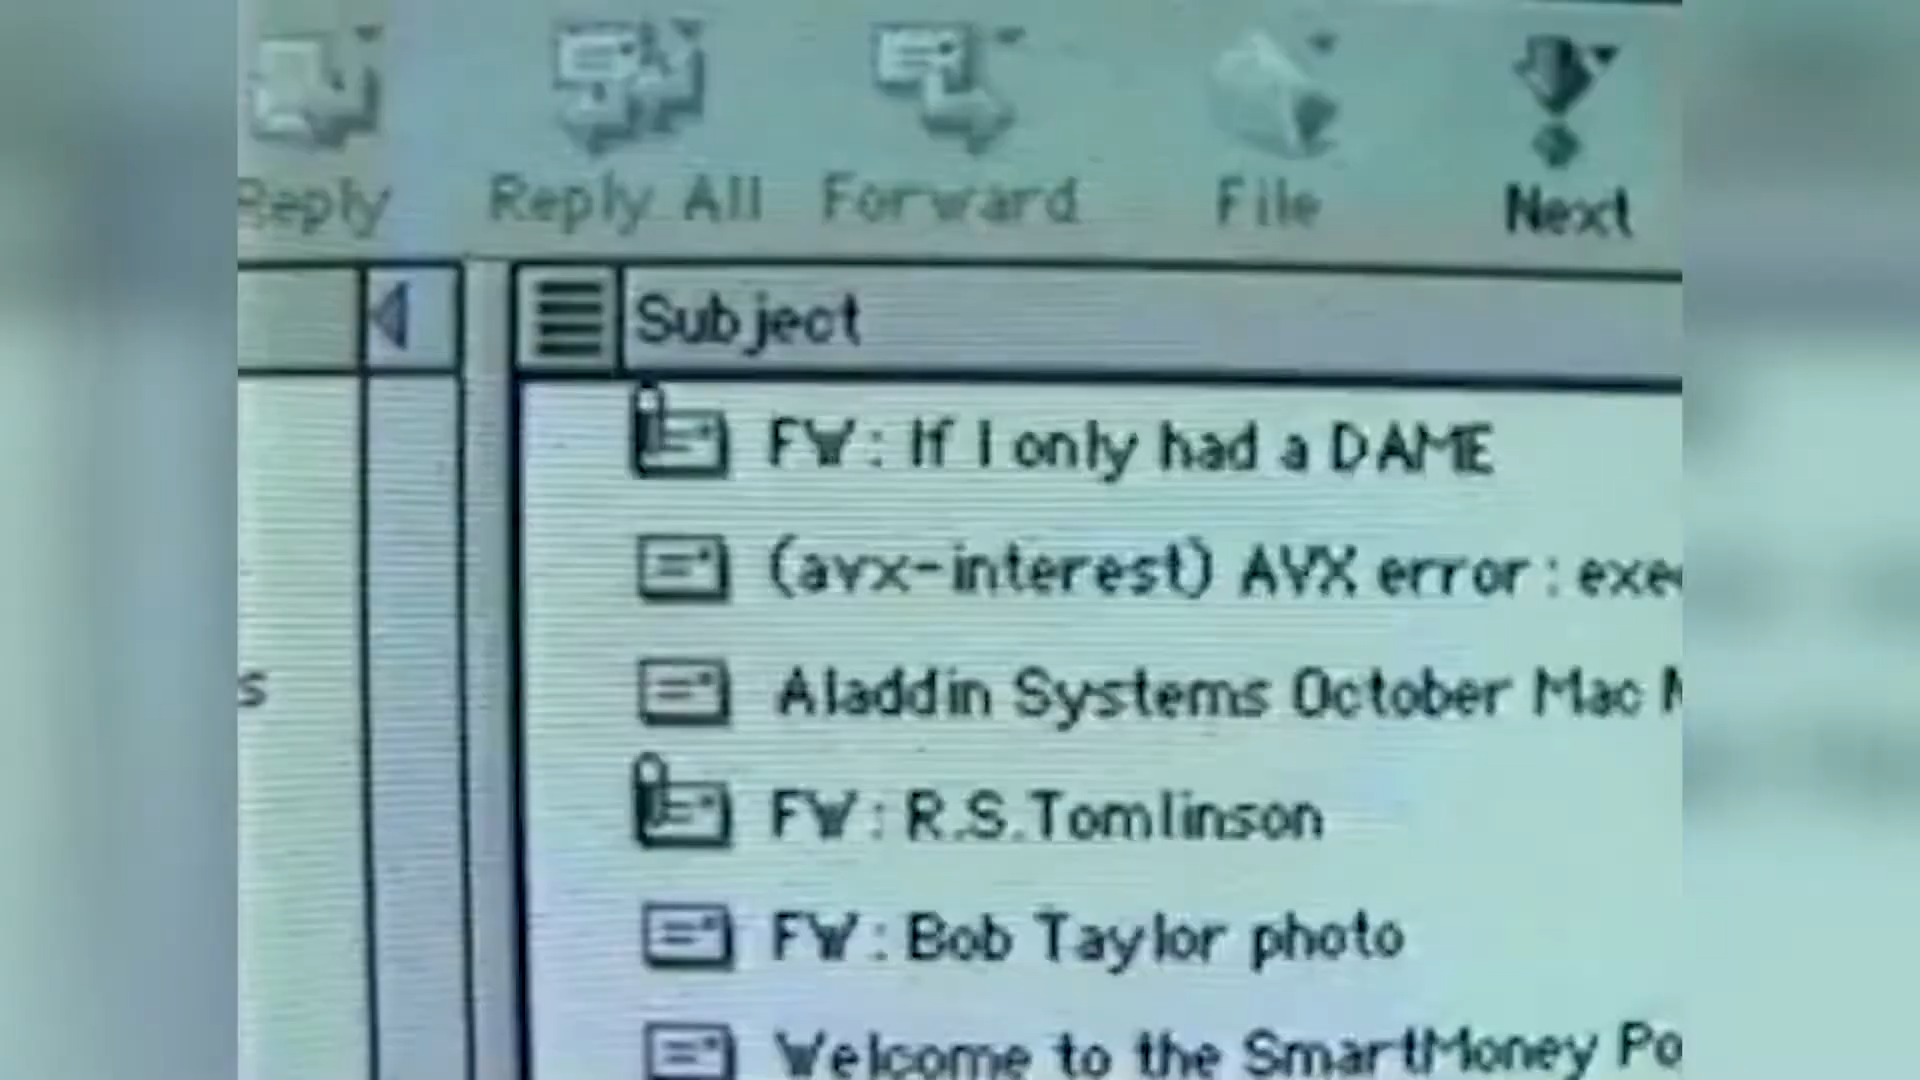 Reply Reply All Forward File Next
Subject
FW: If I only had a DAME
(avx-interest) AVX error: exe
Aladdin Systems October Mac
s
FW: R.S.Tomlinson
FW: Bob Taylor photo
Welcome to the SmartMoney Po